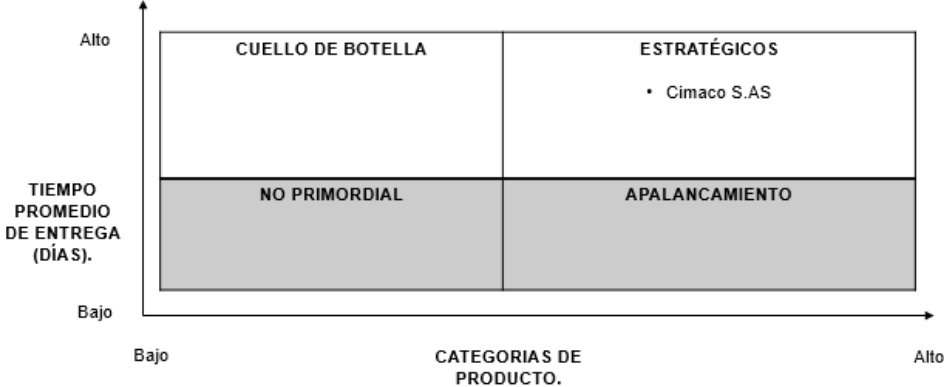 Alto
CUELLO DE BOTELLA
ESTRATÉGICOS
• Cimaco S.AS
TIEMPO
PROMEDIO
DE ENTREGA
(DÍAS).
NO PRIMORDIAL
APALANCAMIENTO
Bajo
Bajo
CATEGORIAS DE
PRODUCTO.
Alto